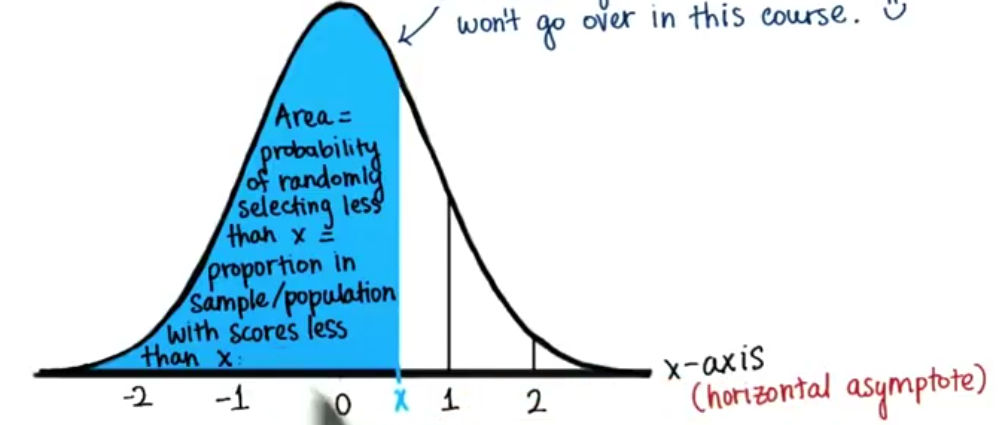 won't go over in this course.
Area =
probability
of randomly
selecting less
than x =
proportion in
sample/population
with scores less
than x.
x-axis
(horizontal asymptote)
-2 -1 0 x 1 2